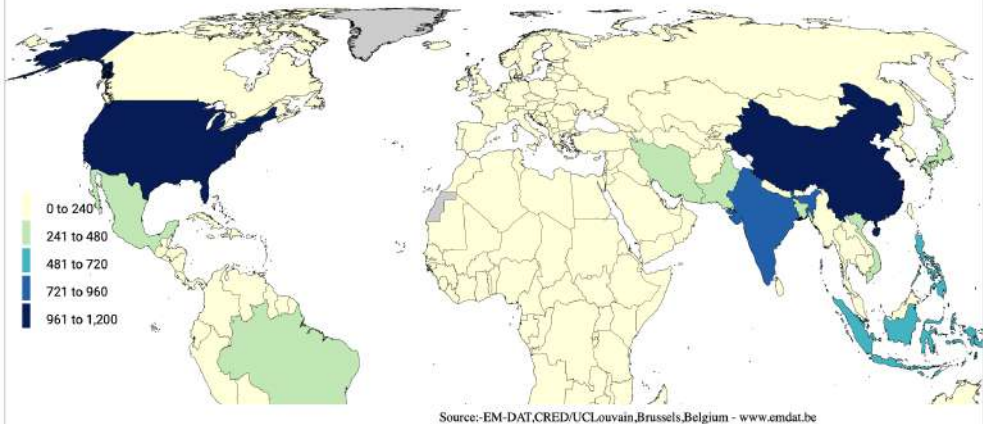 0 to 240
241 to 480
481 to 720
721 to 960
961 to 1,200
Source:-EM-DAT,CRED/UCLouvain,Brussels,Belgium - www.emdat.be